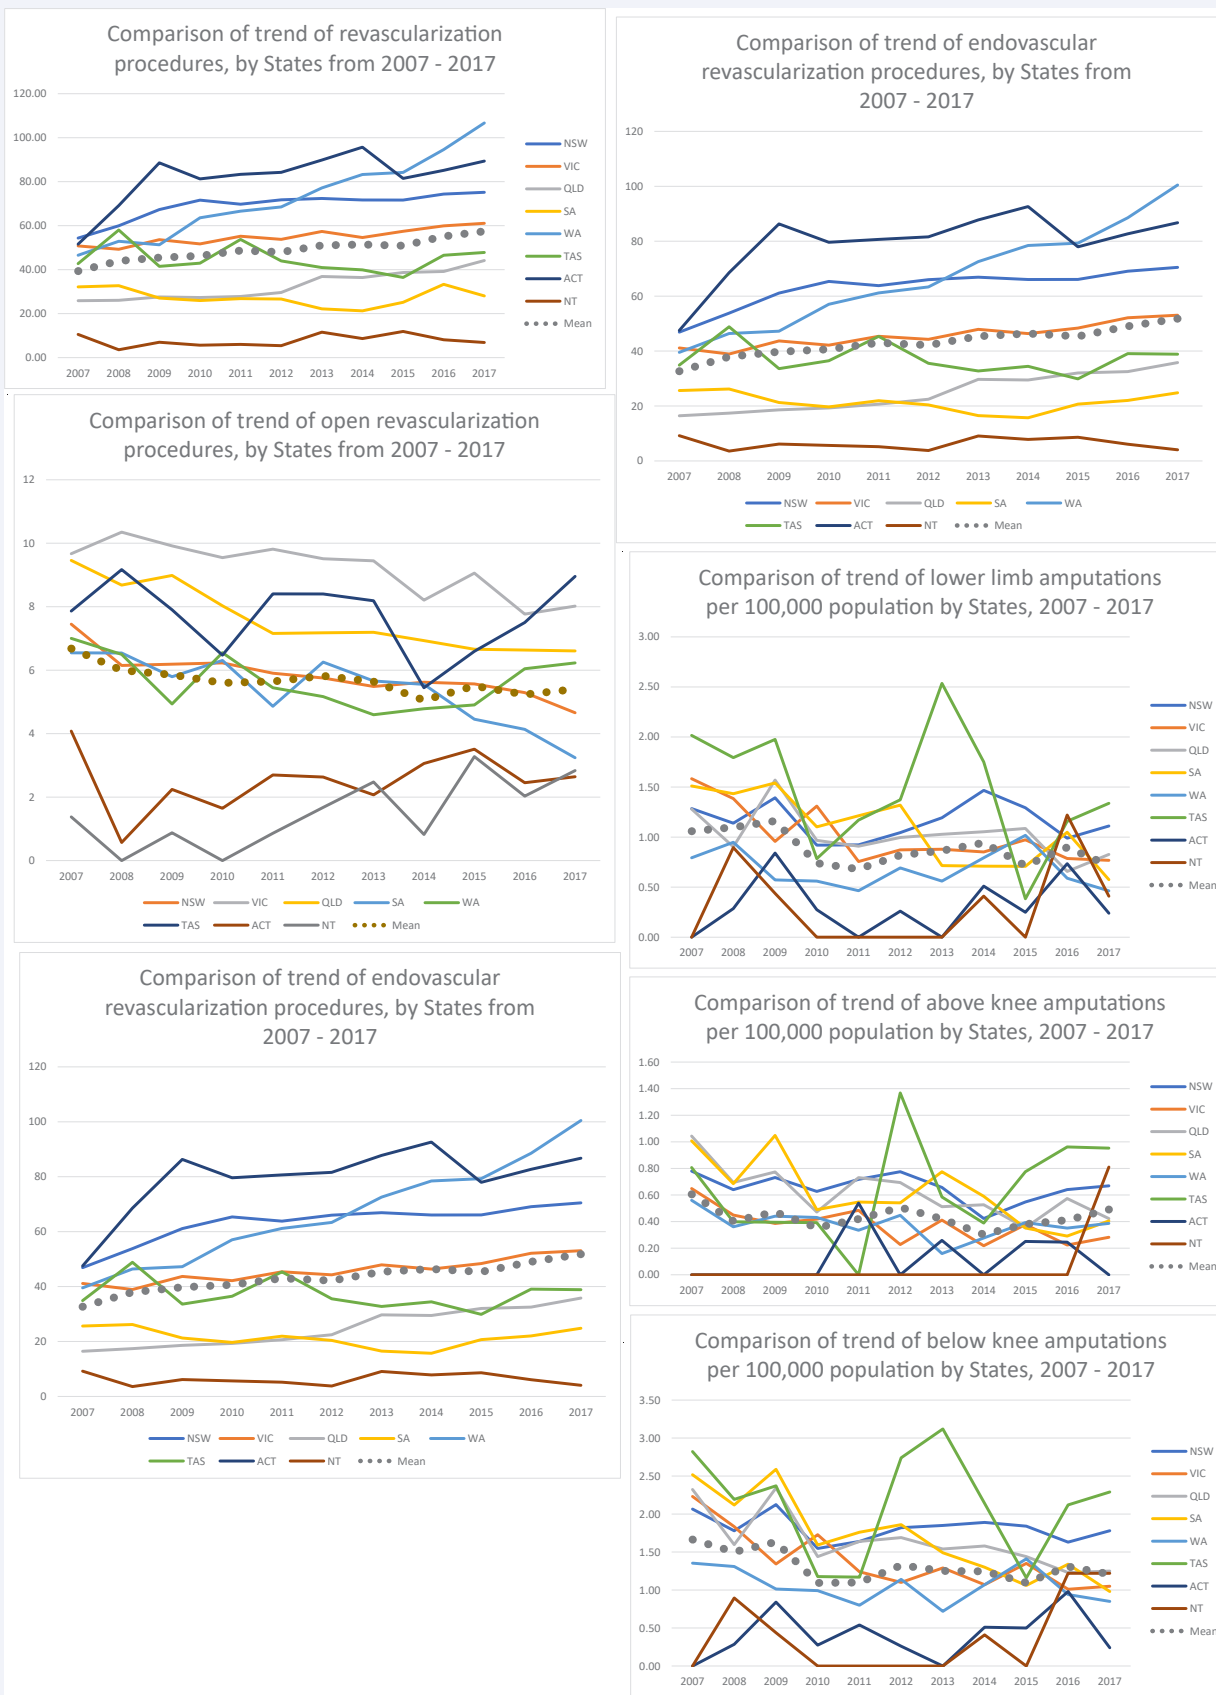 Comparison of trend of revascularization
procedures, by States from 2007 - 2017
120.00
100.00
80.00
60.00
40.00
20.00
0.00
2007 2008 2009 2010 2011 2012 2013 2014 2015 2016 2017
NSW
VIC
QLD
SA
WA
TAS
ACT
NT
Mean
Comparison of trend of endovascular
revascularization procedures, by States from
2007 - 2017
120
100
80
60
40
20
0
2007 2008 2009 2010 2011 2012 2013 2014 2015 2016 2017
NSW VIC QLD SA WA
TAS ACT NT Mean
Comparison of trend of open revascularization
procedures, by States from 2007 - 2017
12
10
8
6
4
2
0
2007 2008 2009 2010 2011 2012 2013 2014 2015 2016 2017
NSW VIC QLD SA WA
TAS ACT NT Mean
Comparison of trend of lower limb amputations
per 100,000 population by States, 2007 - 2017
3.00
2.50
2.00
1.50
1.00
0.50
0.00
2007 2008 2009 2010 2011 2012 2013 2014 2015 2016 2017
NSW
VIC
QLD
SA
WA
TAS
ACT
NT
Mean
Comparison of trend of endovascular
revascularization procedures, by States from
2007 - 2017
120
100
80
60
40
20
0
2007 2008 2009 2010 2011 2012 2013 2014 2015 2016 2017
NSW VIC QLD SA WA
TAS ACT NT Mean
Comparison of trend of above knee amputations
per 100,000 population by States, 2007 - 2017
1.60
1.40
1.20
1.00
0.80
0.60
0.40
0.20
0.00
2007 2008 2009 2010 2011 2012 2013 2014 2015 2016 2017
NSW
VIC
QLD
SA
WA
TAS
ACT
NT
Mean
Comparison of trend of below knee amputations
per 100,000 population by States, 2007 - 2017
3.50
3.00
2.50
2.00
1.50
1.00
0.50
0.00
2007 2008 2009 2010 2011 2012 2013 2014 2015 2016 2017
NSW
VIC
QLD
SA
WA
TAS
ACT
NT
Mean